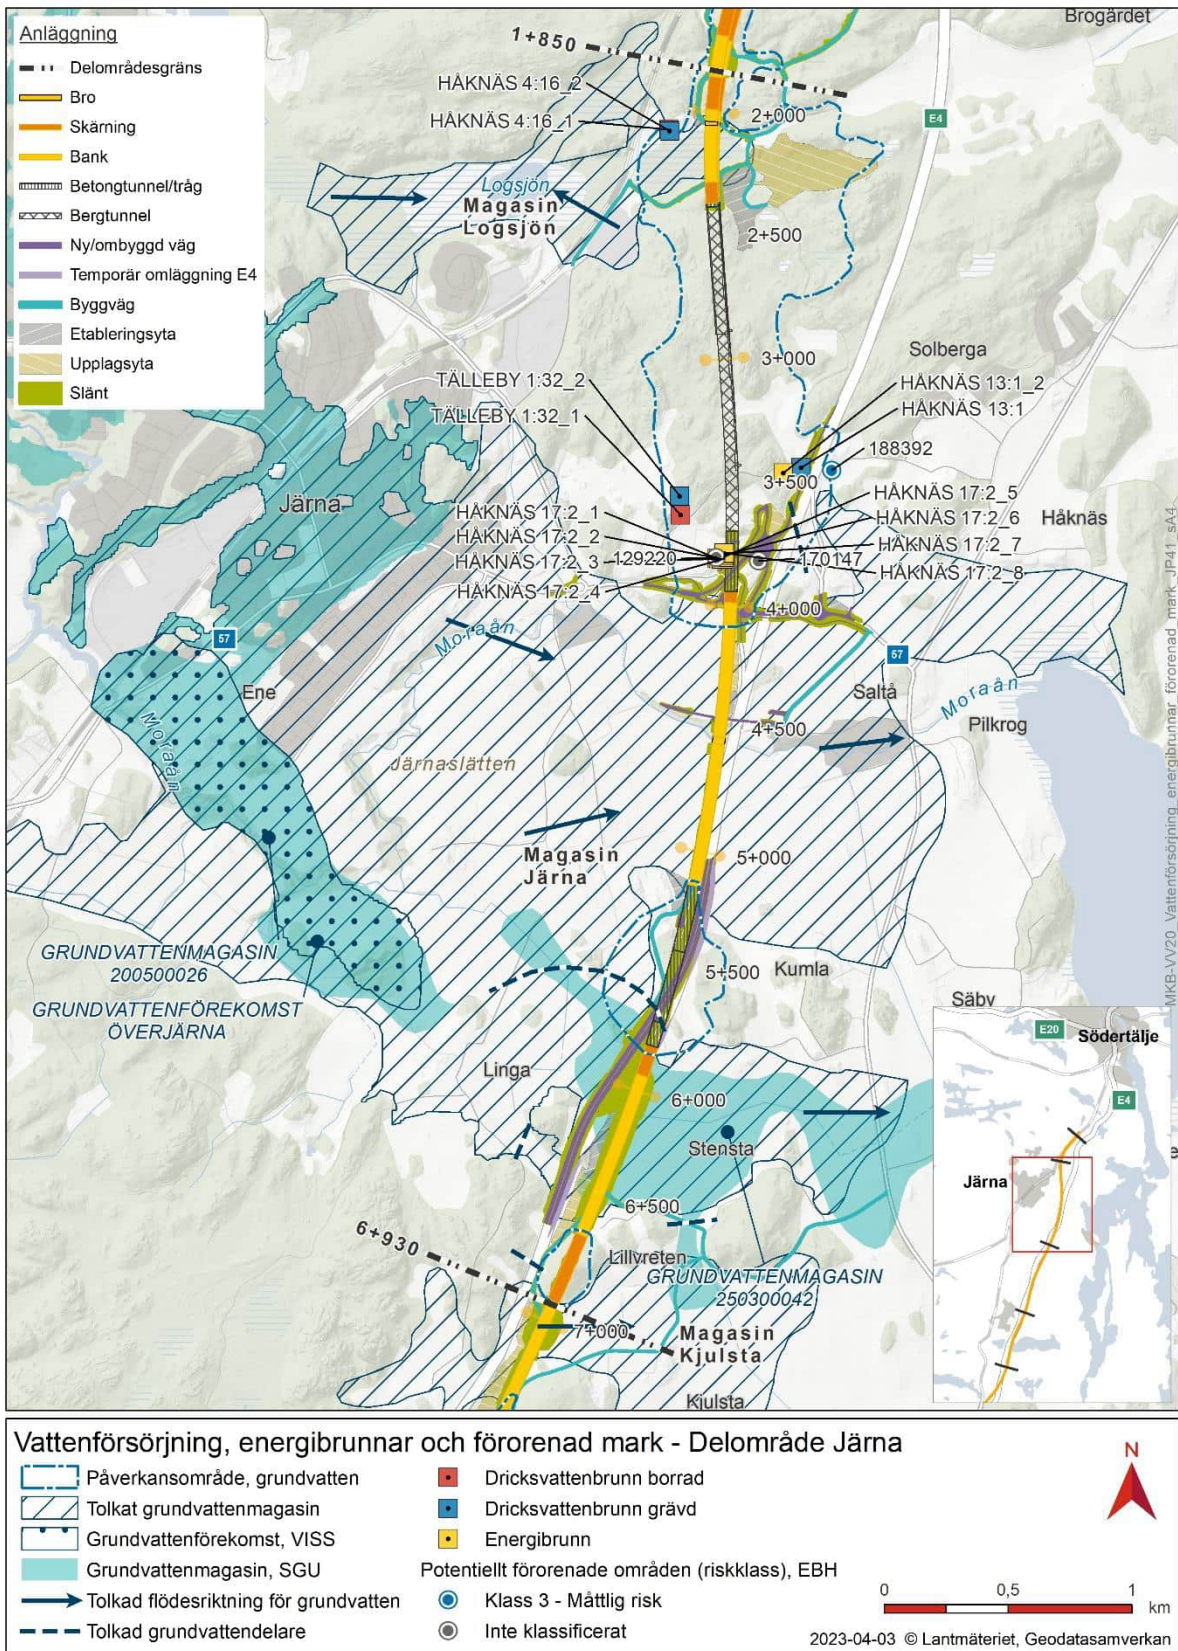 Anläggning
Delområdesgräns
Bro
Skärning
Bank
Betongtunnel/tråg
Bergtunnel
Ny/ombyggd väg
Temporär omläggning E4
Byggväg
Etableringsyta
Upplagsyta
Slänt
Brogärdet
1+850
HÅKNÄS 4:16_2
HÅKNÄS 4:16_1
2+000
E4
Logsjön
Magasin
Logsjön
2+500
3+000
Solberga
TÄLLEBY 1:32_2
TÄLLEBY 1:32_1
HÅKNÄS 13:1_2
HÅKNÄS 13:1
188392
3+500
Järna
HÅKNÄS 17:2_1
HÅKNÄS 17:2_2
HÅKNÄS 17:2_3
HÅKNÄS 17:2_4
129220
170147
HÅKNÄS 17:2_5
HÅKNÄS 17:2_6
HÅKNÄS 17:2_7
HÅKNÄS 17:2_8
Håknäs
4+000
57
Moraån
57
Ene
Moraån
Saltå
Moraån
Pilkrog
4+500
Järnaslätten
Magasin
Järna
5+000
GRUNDVATTENMAGASIN
200500026
GRUNDVATTENFÖREKOMST
ÖVERJÄRNA
5+500
Kumla
Säby
Linga
6+000
Stensta
6+500
6+930
Lillvreten
GRUNDVATTENMAGASIN
250300042
7+000
Magasin
Kjulsta
Kjulsta
E20
Södertälje
E4
Järna
MKB-VV20_Vattenförsörjning_energibrunnar_förorenad_mark_JP41_sA4
Vattenförsörjning, energibrunnar och förorenad mark - Delområde Järna
Påverkansområde, grundvatten
Tolkat grundvattenmagasin
Grundvattenförekomst, VISS
Grundvattenmagasin, SGU
Tolkad flödesriktning för grundvatten
Tolkad grundvattendelare
Dricksvattenbrunn borrad
Dricksvattenbrunn grävd
Energibrunn
Potentiellt förorenade områden (riskklass), EBH
Klass 3 - Måttlig risk
Inte klassificerat
N
0 0,5 1
km
2023-04-03 © Lantmäteriet, Geodatasamverkan